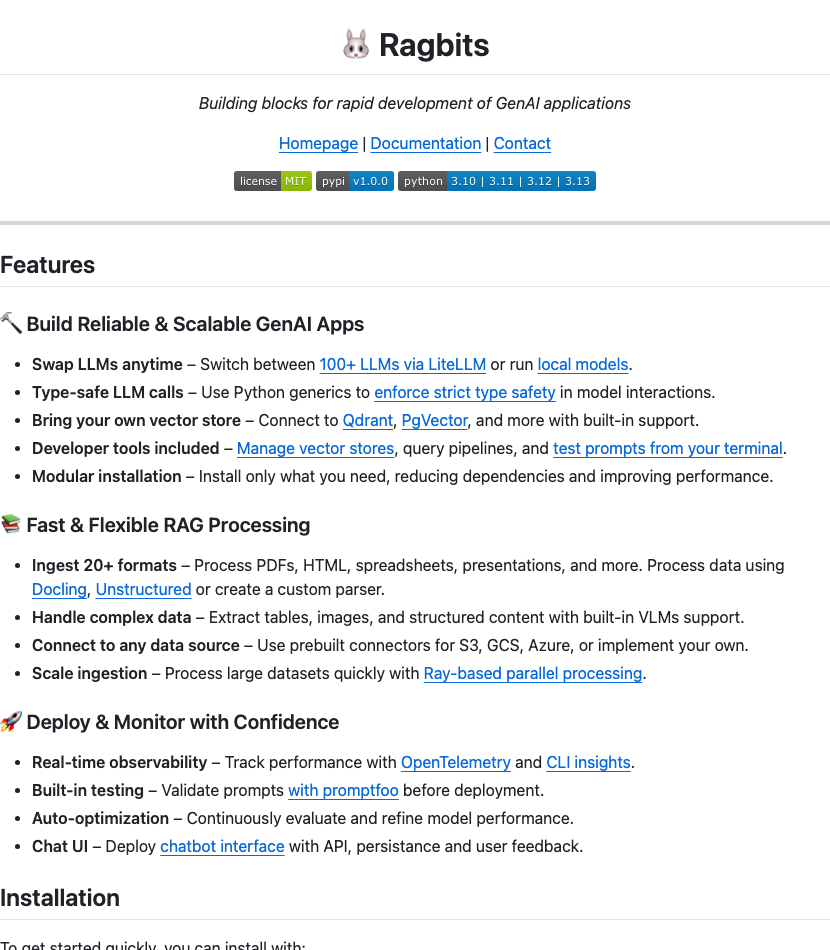 🐰 Ragbits
Building blocks for rapid development of GenAI applications
Homepage | Documentation | Contact
license MIT pypi v1.0.0 python 3.10 | 3.11 | 3.12 | 3.13
Features
🔨 Build Reliable & Scalable GenAI Apps
• Swap LLMs anytime – Switch between 100+ LLMs via LiteLLM or run local models.
• Type-safe LLM calls – Use Python generics to enforce strict type safety in model interactions.
• Bring your own vector store – Connect to Qdrant, PgVector, and more with built-in support.
• Developer tools included – Manage vector stores, query pipelines, and test prompts from your terminal.
• Modular installation – Install only what you need, reducing dependencies and improving performance.
📚 Fast & Flexible RAG Processing
• Ingest 20+ formats – Process PDFs, HTML, spreadsheets, presentations, and more. Process data using
Docling, Unstructured or create a custom parser.
• Handle complex data – Extract tables, images, and structured content with built-in VLMs support.
• Connect to any data source – Use prebuilt connectors for S3, GCS, Azure, or implement your own.
• Scale ingestion – Process large datasets quickly with Ray-based parallel processing.
🚀 Deploy & Monitor with Confidence
• Real-time observability – Track performance with OpenTelemetry and CLI insights.
• Built-in testing – Validate prompts with promptfoo before deployment.
• Auto-optimization – Continuously evaluate and refine model performance.
• Chat UI – Deploy chatbot interface with API, persistance and user feedback.
Installation
To get started quickly, you can install with: